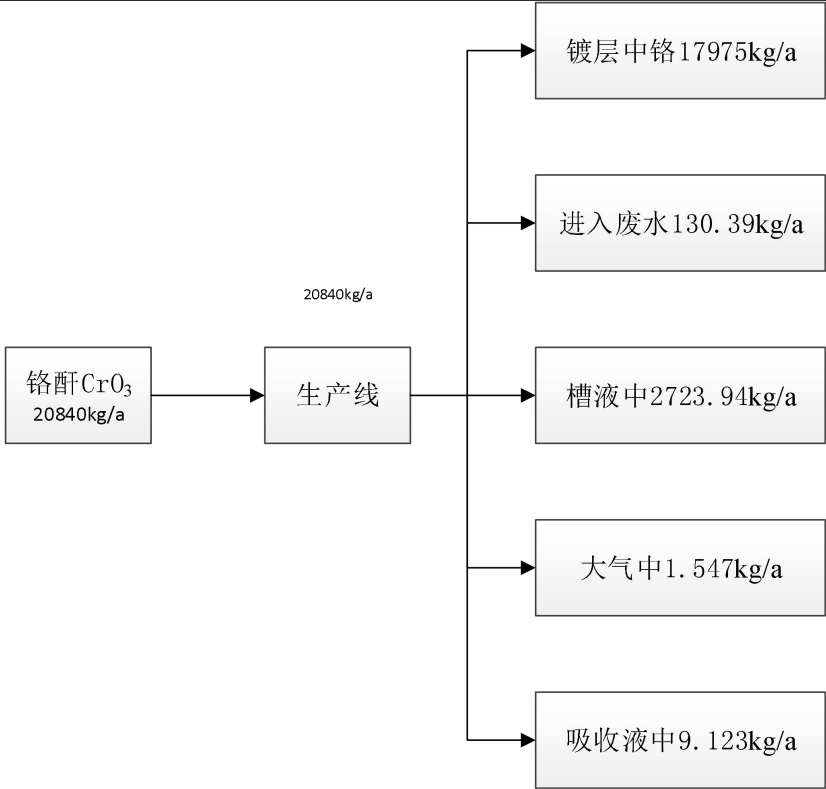 镀层中铬17975kg/a
进入废水130.39kg/a
20840kg/a
铬酐CrO₃
20840kg/a
生产线
槽液中2723.94kg/a
大气中1.547kg/a
吸收液中9.123kg/a